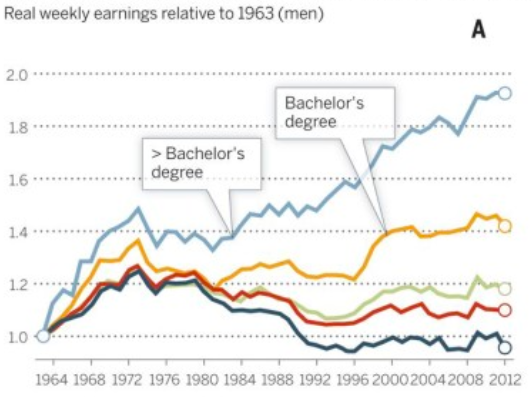 Real weekly earnings relative to 1963 (men)
A
2.0
Bachelor's
degree
1.8
> Bachelor's
degree
1.6
1.4
1.2
1.0
1964 1968 1972 1976 1980 1984 1988 1992 1996 2000 2004 2008 2012